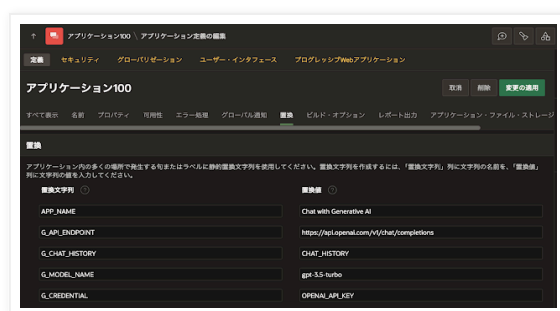 アプリケーション100 \ アプリケーション定義の編集
定義 セキュリティ グローバリゼーション ユーザー・インタフェース プログレッシブWebアプリケーション
アプリケーション100 取消 削除 変更の適用
すべて表示 名前 プロパティ 可用性 エラー処理 グローバル通知 置換 ビルド・オプション レポート出力 アプリケーション・ファイル・ストレージ
置換
アプリケーション内の多くの場所で発生する句またはラベルに静的置換文字列を使用してください。置換文字列を作成するには、「置換文字列」列に文字列の名前を、「置換値」
列に文字列の値を入力してください。
置換文字列 置換値
APP_NAME Chat with Generative AI
G_API_ENDPOINT https://api.openai.com/v1/chat/completions
G_CHAT_HISTORY CHAT_HISTORY
G_MODEL_NAME gpt-3.5-turbo
G_CREDENTIAL OPENAI_API_KEY